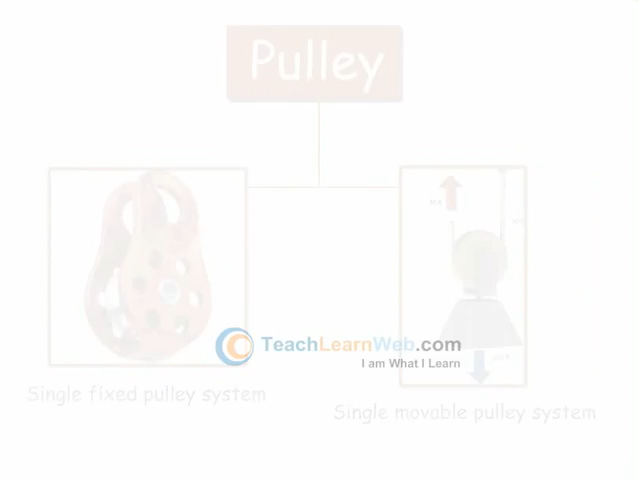 Pulley
TeachLearnWeb.com
I am What I Learn
Single fixed pulley system
Single movable pulley system